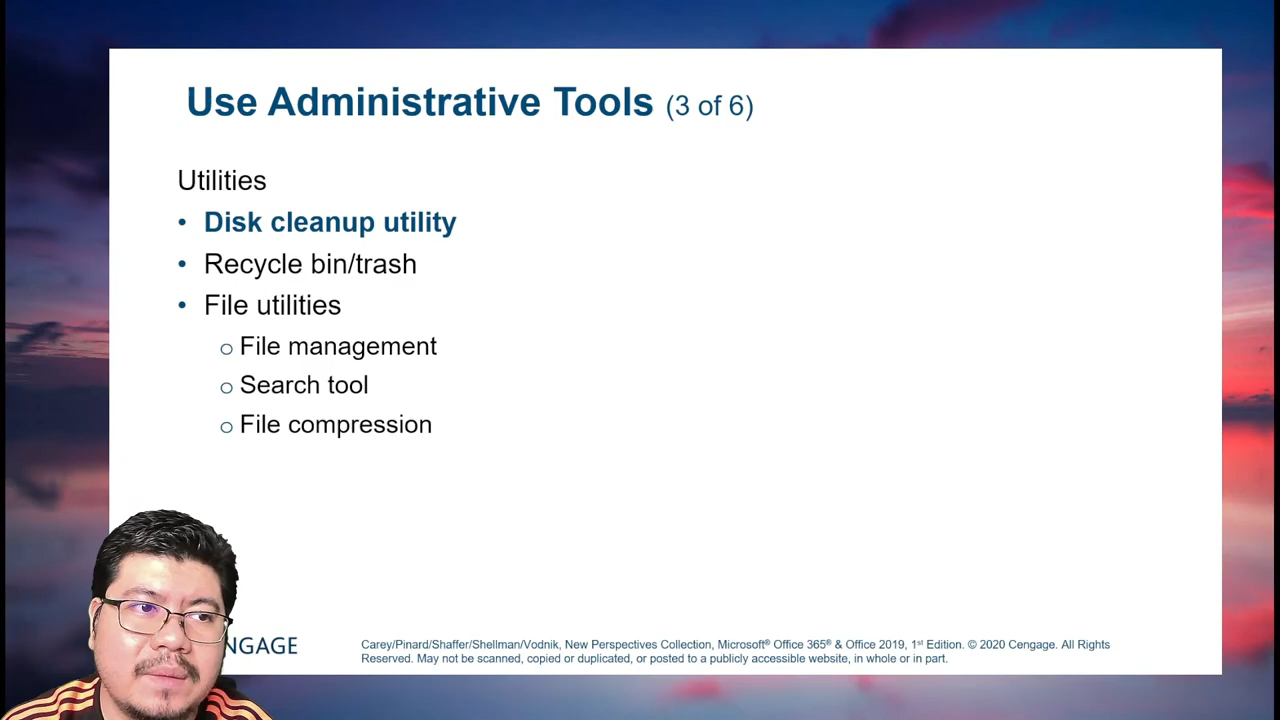 Use Administrative Tools (3 of 6)
Utilities
• Disk cleanup utility
• Recycle bin/trash
• File utilities
o File management
o Search tool
o File compression
NGAGE
Carey/Pinard/Shaffer/Shellman/Vodnik, New Perspectives Collection, Microsoft® Office 365® & Office 2019, 1st Edition. © 2020 Cengage. All Rights
Reserved. May not be scanned, copied or duplicated, or posted to a publicly accessible website, in whole or in part.